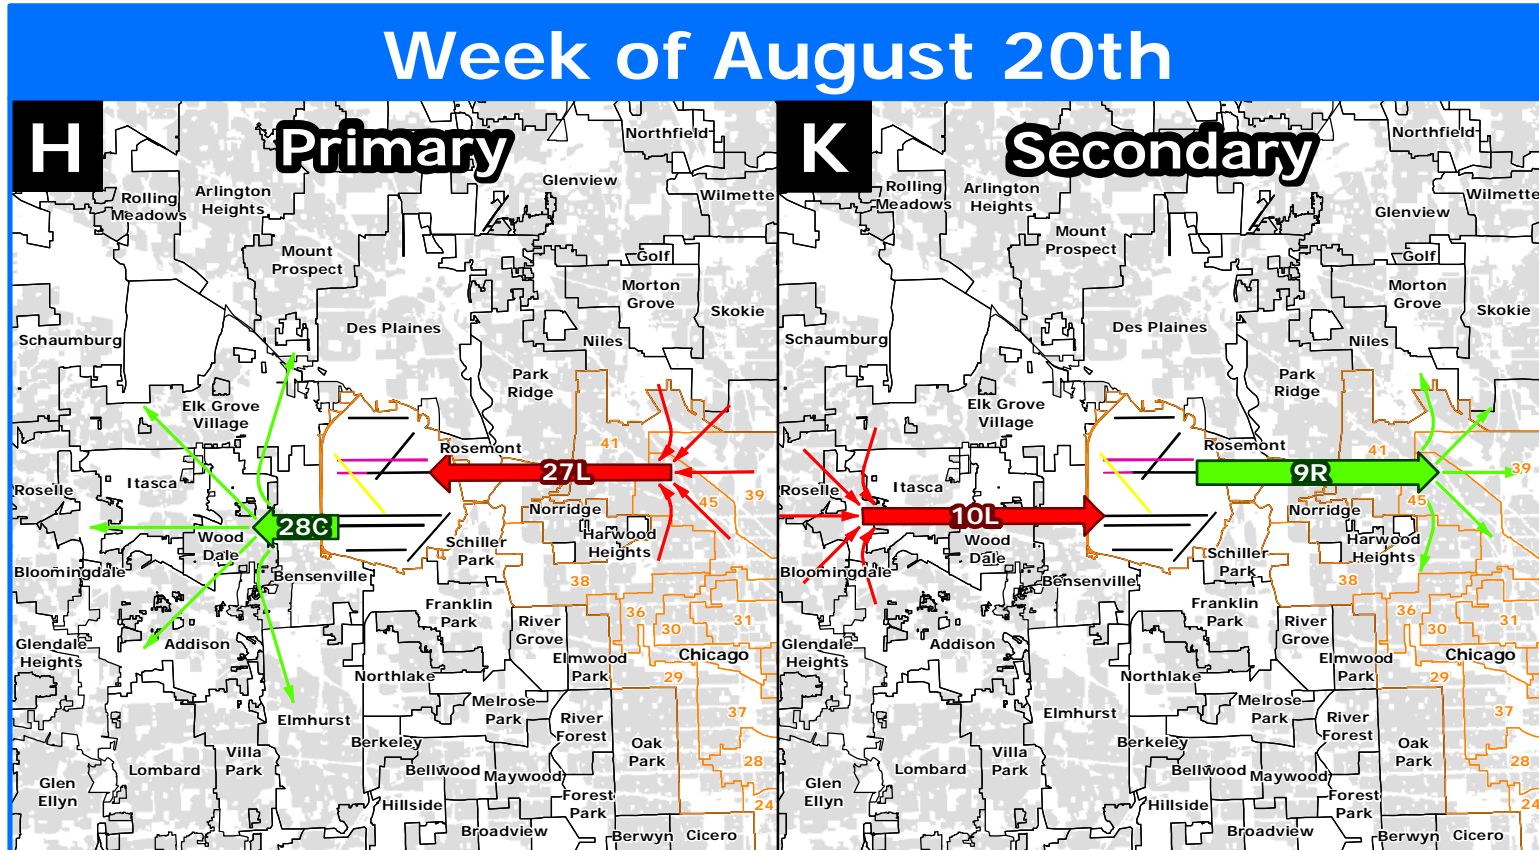 Week of August 20th
H
Primary
Northfield
Glenview
Wilmette
Rolling
Meadows
Arlington
Heights
Mount
Prospect
Golf
Morton
Grove
Skokie
Schaumburg
Des Plaines
Niles
Park
Ridge
Elk Grove
Village
41
Rosemont
27L
Roselle
Itasca
39
45
Norridge
28C
Wood
Dale
Harwood
Heights
Schiller
Park
Bloomingdale
Bensenville
38
Franklin
Park
36
30
31
River
Grove
Glendale
Heights
Addison
Chicago
Elmwood
Park
29
Northlake
Melrose
Park
Elmhurst
River
Forest
37
Berkeley
Oak
Park
Villa
Park
Lombard
Bellwood
Maywood
28
Glen
Ellyn
Forest
Park
Hillside
24
Broadview
Berwyn
Cicero
K
Secondary
Northfield
Rolling
Meadows
Arlington
Heights
Wilmette
Glenview
Mount
Prospect
Golf
Morton
Grove
Skokie
Schaumburg
Des Plaines
Niles
Park
Ridge
Elk Grove
Village
Rosemont
41
9R
39
Roselle
Itasca
45
Norridge
10L
Wood
Dale
Harwood
Heights
Schiller
Park
Bloomingdale
Bensenville
38
Franklin
Park
36
30
31
River
Grove
Glendale
Heights
Addison
Chicago
Elmwood
Park
29
Northlake
Melrose
Park
Elmhurst
River
Forest
37
Berkeley
Oak
Park
Villa
Park
Lombard
Bellwood
Maywood
28
Glen
Ellyn
Forest
Park
Hillside
24
Broadview
Berwyn
Cicero